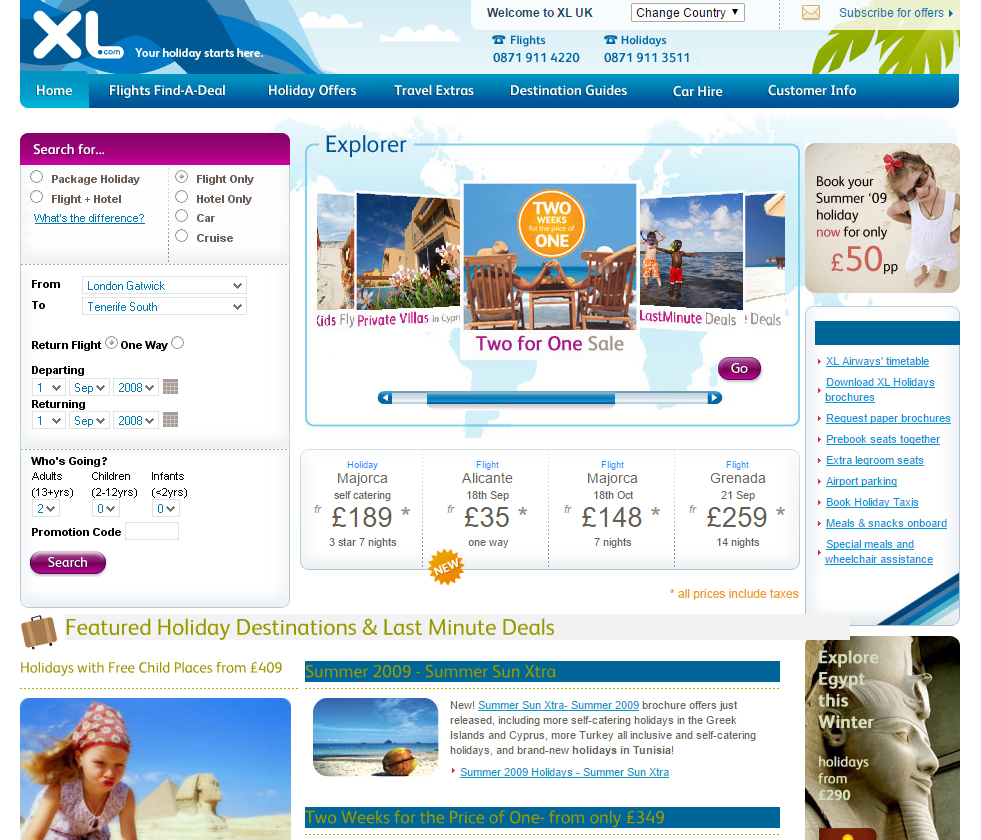 XL.com
Your holiday starts here.
Welcome to XL UK
Change Country
Subscribe for offers
Flights
0871 911 4220
Holidays
0871 911 3511
Home
Flights Find-A-Deal
Holiday Offers
Travel Extras
Destination Guides
Car Hire
Customer Info
Search for...
Package Holiday
Flight Only
Flight + Hotel
Hotel Only
What's the difference?
Car
Cruise
From
London Gatwick
To
Tenerife South
Return Flight
One Way
Departing
1 Sep 2008
Returning
1 Sep 2008
Who's Going?
Adults Children Infants
(13+yrs) (2-12yrs) (<2yrs)
2 0 0
Promotion Code
Search
Explorer
TWO
WEEKS
for the price of
ONE
Kids Fly
Private Villas in Cypr
Two for One Sale
LastMinute Deals
Deals
Go
Holiday
Majorca
self catering
fr £189 *
3 star 7 nights
Flight
Alicante
18th Sep
fr £35 *
one way
NEW
Flight
Majorca
18th Oct
fr £148 *
7 nights
Flight
Grenada
21 Sep
fr £259 *
14 nights
* all prices include taxes
Book your
Summer ‘09
holiday
now for only
£50pp
XL Airways' timetable
Download XL Holidays
brochures
Request paper brochures
Prebook seats together
Extra legroom seats
Airport parking
Book Holiday Taxis
Meals & snacks onboard
Special meals and
wheelchair assistance
Featured Holiday Destinations & Last Minute Deals
Holidays with Free Child Places from £409
Summer 2009 - Summer Sun Xtra
New! Summer Sun Xtra- Summer 2009 brochure offers just
released, including more self-catering holidays in the Greek
Islands and Cyprus, more Turkey all inclusive and self-catering
holidays, and brand-new holidays in Tunisia!
Summer 2009 Holidays - Summer Sun Xtra
Two Weeks for the Price of One- from only £349
Explore
Egypt
this
Winter
holidays
from
£290